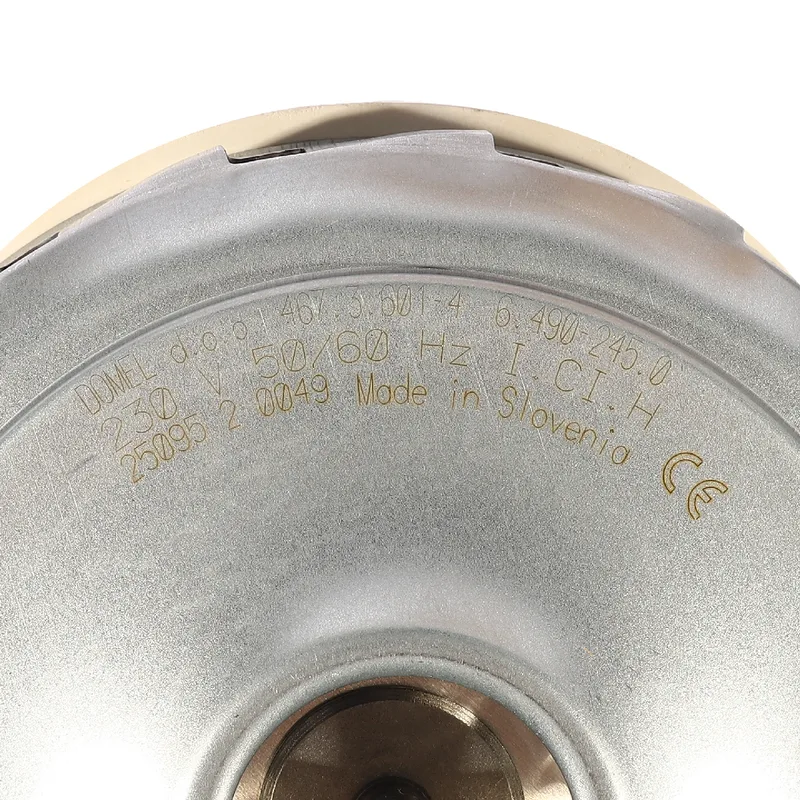 DOMEL d.o.o. 467.3.601-4 6.490-245.0
230 V 50/60 Hz I.CI.H
25095 2 0049 Made in Slovenia
CE